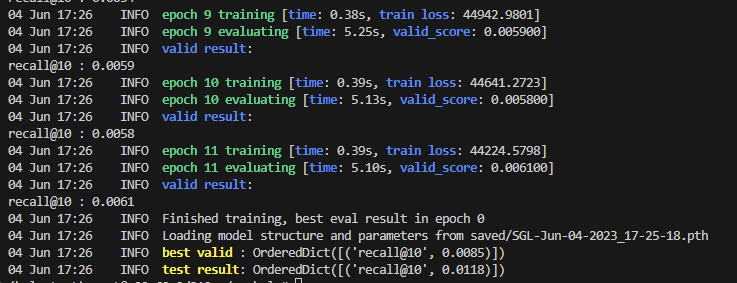 04 Jun 17:26 INFO epoch 9 training [time: 0.38s, train loss: 44942.9801]
04 Jun 17:26 INFO epoch 9 evaluating [time: 5.25s, valid_score: 0.005900]
04 Jun 17:26 INFO valid result:
recall@10 : 0.0059
04 Jun 17:26 INFO epoch 10 training [time: 0.39s, train loss: 44641.2723]
04 Jun 17:26 INFO epoch 10 evaluating [time: 5.13s, valid_score: 0.005800]
04 Jun 17:26 INFO valid result:
recall@10 : 0.0058
04 Jun 17:26 INFO epoch 11 training [time: 0.39s, train loss: 44224.5798]
04 Jun 17:26 INFO epoch 11 evaluating [time: 5.10s, valid_score: 0.006100]
04 Jun 17:26 INFO valid result:
recall@10 : 0.0061
04 Jun 17:26 INFO Finished training, best eval result in epoch 0
04 Jun 17:26 INFO Loading model structure and parameters from saved/SGL-Jun-04-2023_17-25-18.pth
04 Jun 17:26 INFO best valid : OrderedDict([('recall@10', 0.0085)])
04 Jun 17:26 INFO test result: OrderedDict([('recall@10', 0.0118)])